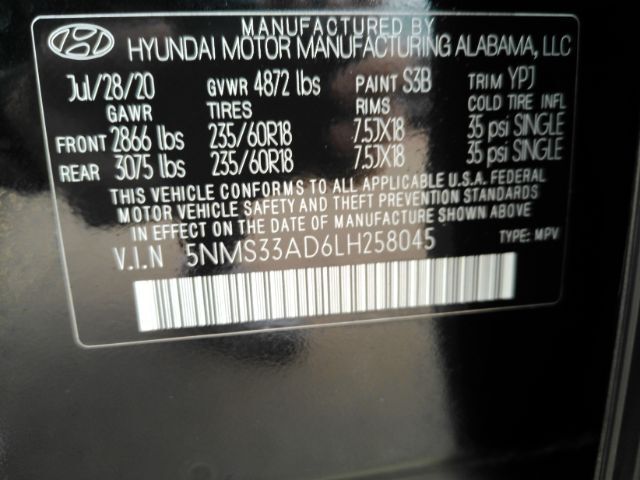 MANUFACTURED BY
HYUNDAI MOTOR MANUFACTURING ALABAMA, LLC
Jul/28/20 GVWR 4872 lbs PAINT S3B TRIM YPJ
GAWR TIRES RIMS COLD TIRE INFL
FRONT 2866 lbs 235/60R18 7.5JX18 35 psi SINGLE
REAR 3075 lbs 235/60R18 7.5JX18 35 psi SINGLE
THIS VEHICLE CONFORMS TO ALL APPLICABLE U.S.A. FEDERAL
MOTOR VEHICLE SAFETY AND THEFT PREVENTION STANDARDS
IN EFFECT ON THE DATE OF MANUFACTURE SHOWN ABOVE.
V.I.N 5NMS33AD6LH258045 TYPE: MPV